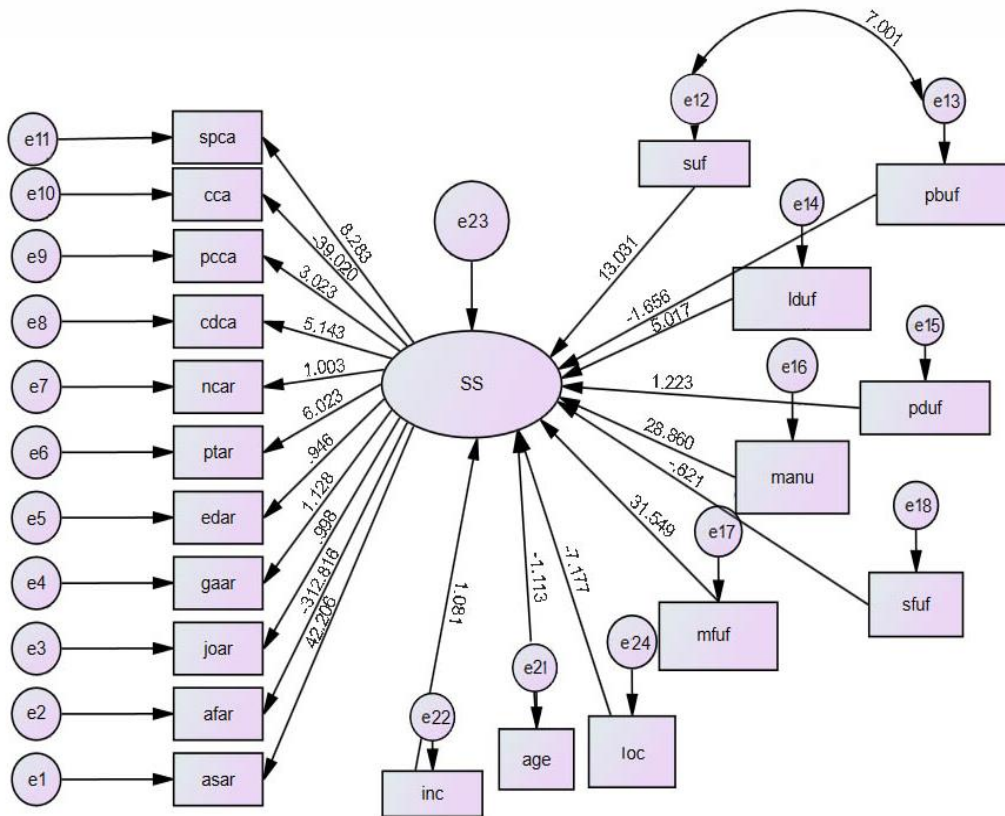 7.001
e12
e13
e11
spca
suf
pbuf
e10
cca
e14
e23
e9
pcca
8.283
-39.020
3.023
13.031
lduf
-1.656
5.017
e8
cdca
5.143
e15
e7
ncar
1.003
SS
e16
1.223
pduf
6.023
e6
ptar
28.860
manu
.946
-.621
e5
edar
1.128
31.549
e18
.998
e17
e4
gaar
-312.816
-7.177
sfuf
42.206
1.081
-1.113
mfuf
e3
joar
e24
e21
e2
afar
e22
loc
age
e1
asar
inc